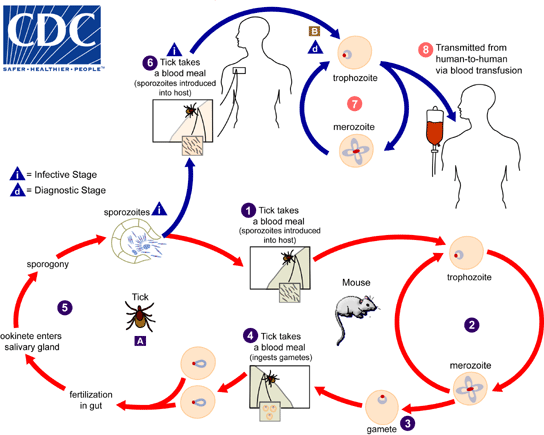 CDC
SAFER•HEALTHIER•PEOPLE™
i = Infective Stage
d = Diagnostic Stage
i
6 Tick takes
a blood meal
(sporozoites introduced
into host)
B
d
trophozoite
7
merozoite
8 Transmitted from
human-to-human
via blood transfusion
sporozoites i
1 Tick takes
a blood meal
(sporozoites introduced
into host)
trophozoite
sporogony
5
Tick
A
Mouse
2
ookinete enters
salivary gland
4 Tick takes
a blood meal
(ingests gametes)
merozoite
fertilization
in gut
gamete
3